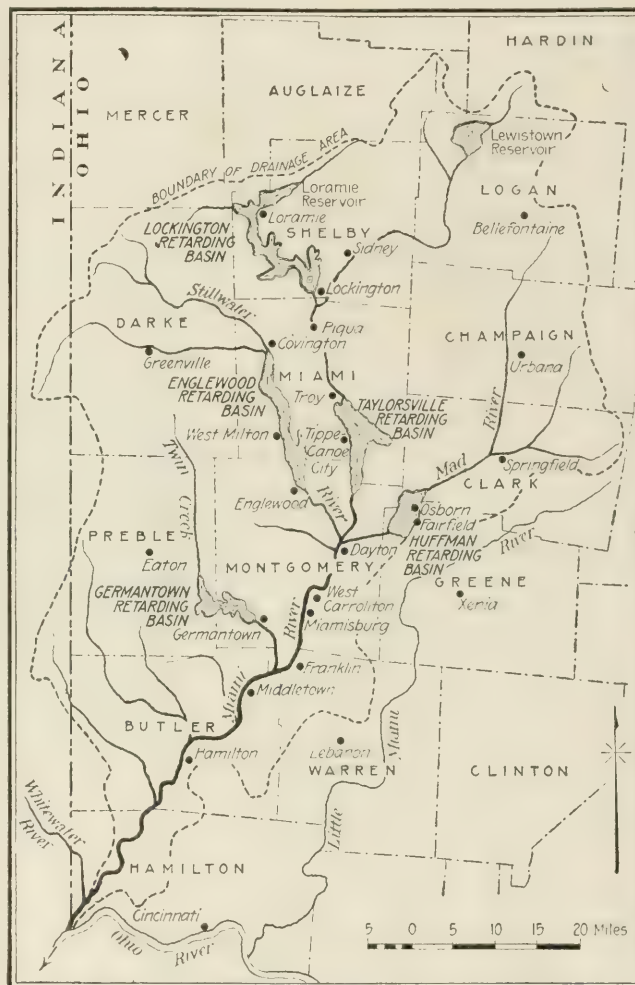 HARDIN
INDIANA
OHIO
AUGLAIZE
MERCER
BOUNDARY OF DRAINAGE AREA
Lewistown
Reservoir
Loramie
Reservoir
LOGAN
Loramie
LOCKINGTON
RETARDING
BASIN
SHELBY
Bellefontaine
Sidney
Lockington
Stillwater
DARKE
Piqua
CHAMPAIGN
Covington
Greenville
MIAMI
Urbana
ENGLEWOOD
RETARDING
BASIN
Troy
TAYLORSVILLE
RETARDING
BASIN
River
West Milton
Tippe-
Canoe
City
Twin
Creek
Mad
Springfield
CLARK
Englewood
River
Osborn
Fairfield
River
PREBLE
Dayton
HUFFMAN
RETARDING
BASIN
Eaton
MONTGOMERY
GREENE
GERMANTOWN
RETARDING
BASIN
West
Carrollton
Xenia
Miamisburg
River
Germantown
Franklin
Miami
Middletown
Miami
BUTLER
Hamilton
Lebanon
WARREN
CLINTON
Whitewater
River
Little
HAMILTON
Cincinnati
Ohio River
5 0 5 10 15 20 Miles